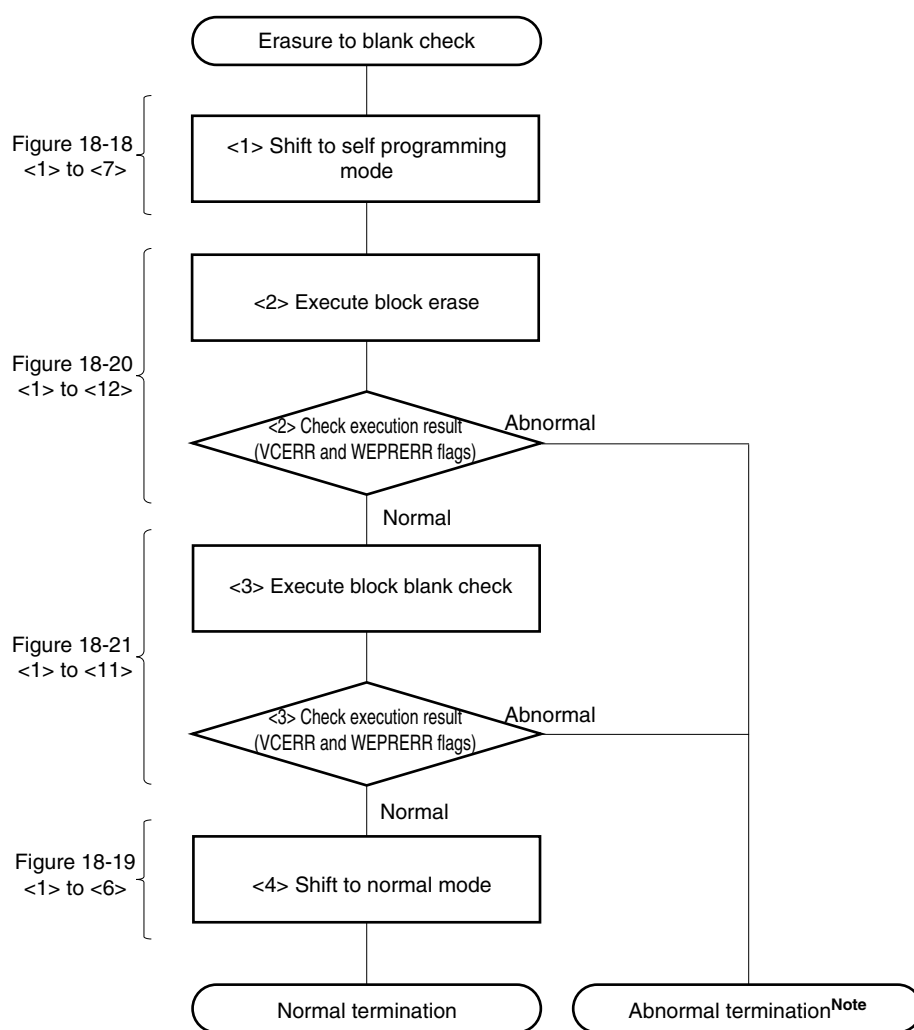 Erasure to blank check
Figure 18-18
<1> to <7>
<1> Shift to self programming
mode
Figure 18-20
<1> to <12>
<2> Execute block erase
<2> Check execution result
(VCERR and WEPRERR flags)
Abnormal
Normal
Figure 18-21
<1> to <11>
<3> Execute block blank check
<3> Check execution result
(VCERR and WEPRERR flags)
Abnormal
Normal
Figure 18-19
<1> to <6>
<4> Shift to normal mode
Normal termination
Abnormal terminationNote